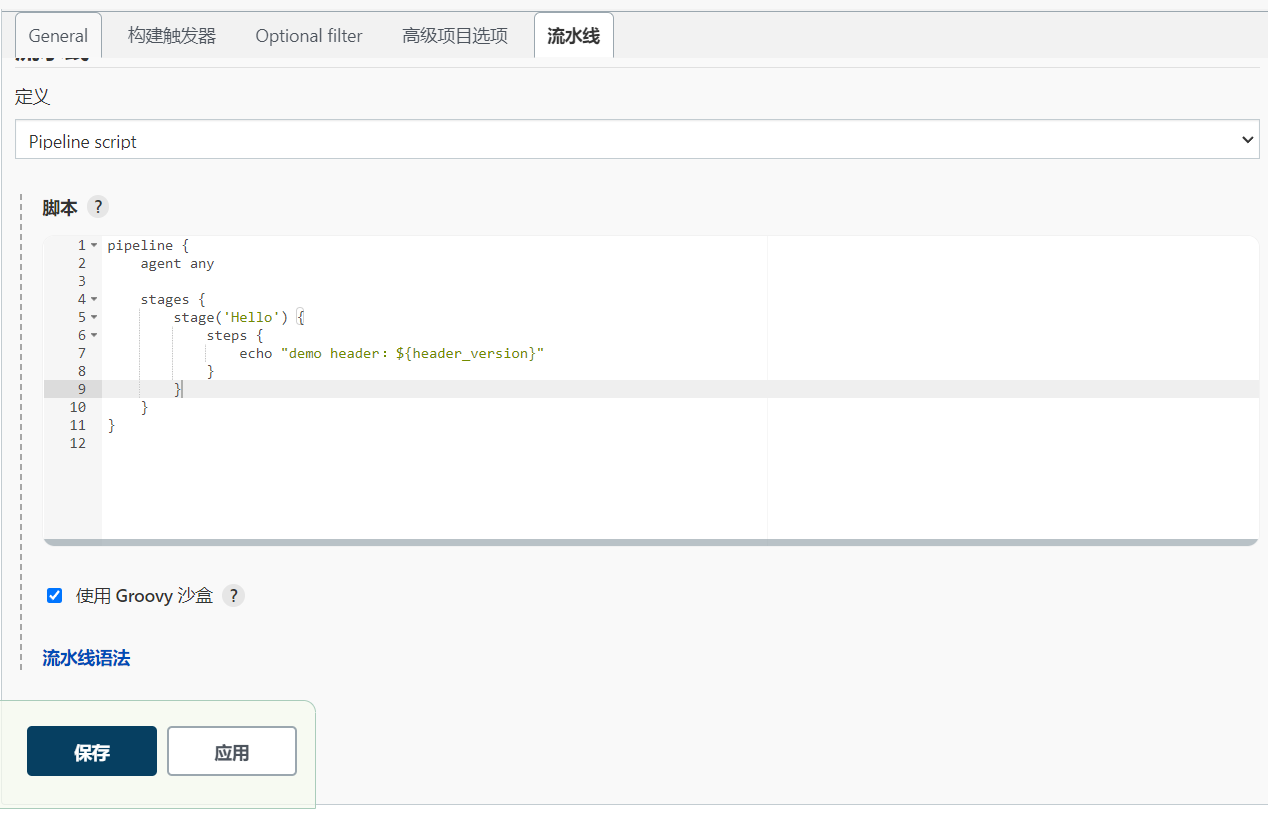 General 构建触发器 Optional filter 高级项目选项 流水线
定义
Pipeline script
脚本 ?
1 pipeline {
2     agent any
3
4     stages {
5         stage('Hello') {
6             steps {
7                 echo "demo header: ${header_version}"
8             }
9         }
10     }
11 }
12
使用 Groovy 沙盒 ?
流水线语法
保存 应用